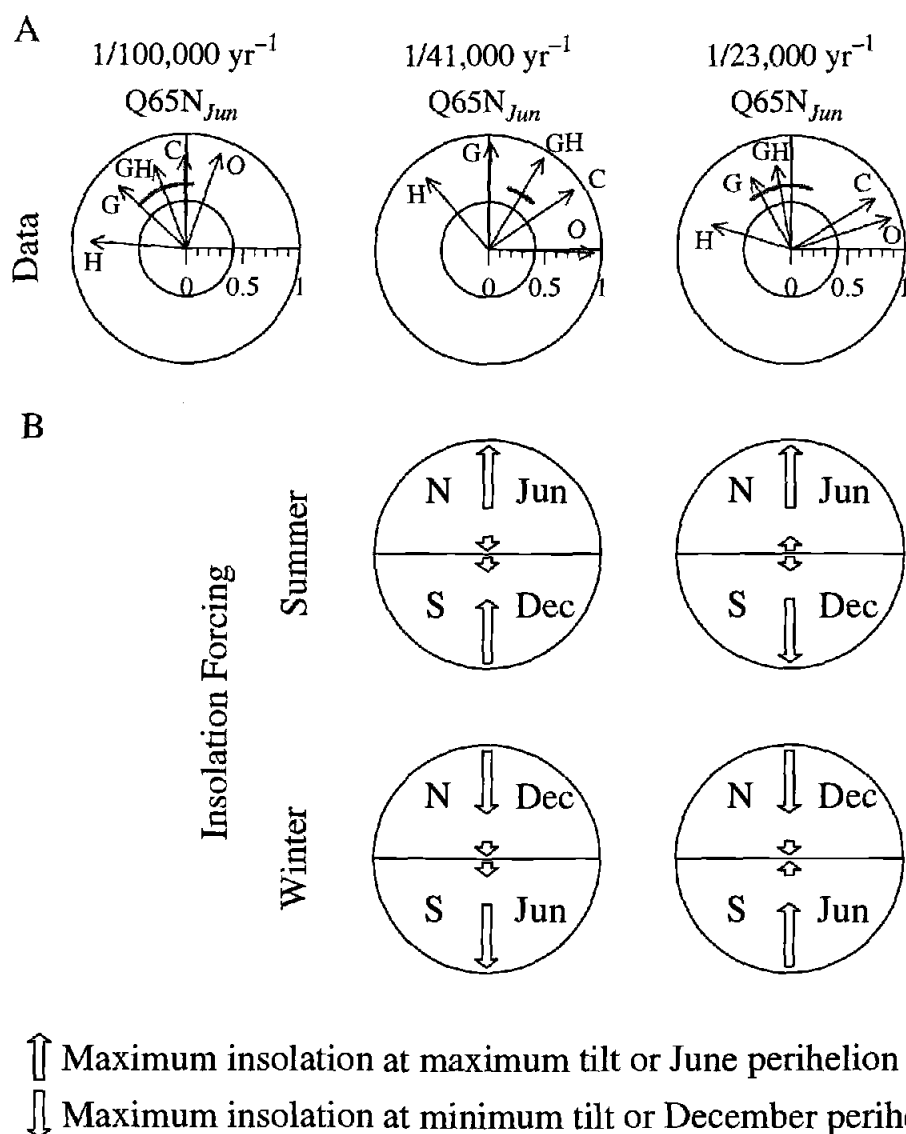 A
1/100,000 yr⁻¹ 1/41,000 yr⁻¹ 1/23,000 yr⁻¹
Q65N_Jun Q65N_Jun Q65N_Jun
Data
H G GH C O
0 0.5 1
H G GH C O
0 0.5 1
H G GH C O
0 0.5 1
B
Insolation Forcing
Summer
N Jun N Jun
S Dec S Dec
Winter
N Dec N Dec
S Jun S Jun
⇧ Maximum insolation at maximum tilt or June perihelion
⇩ Maximum insolation at minimum tilt or December